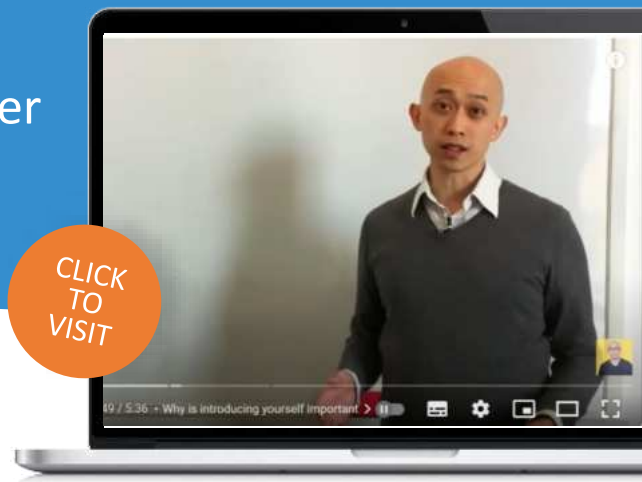 er
CLICK
TO
VISIT
49 / 5:36 • Why is introducing yourself Important >